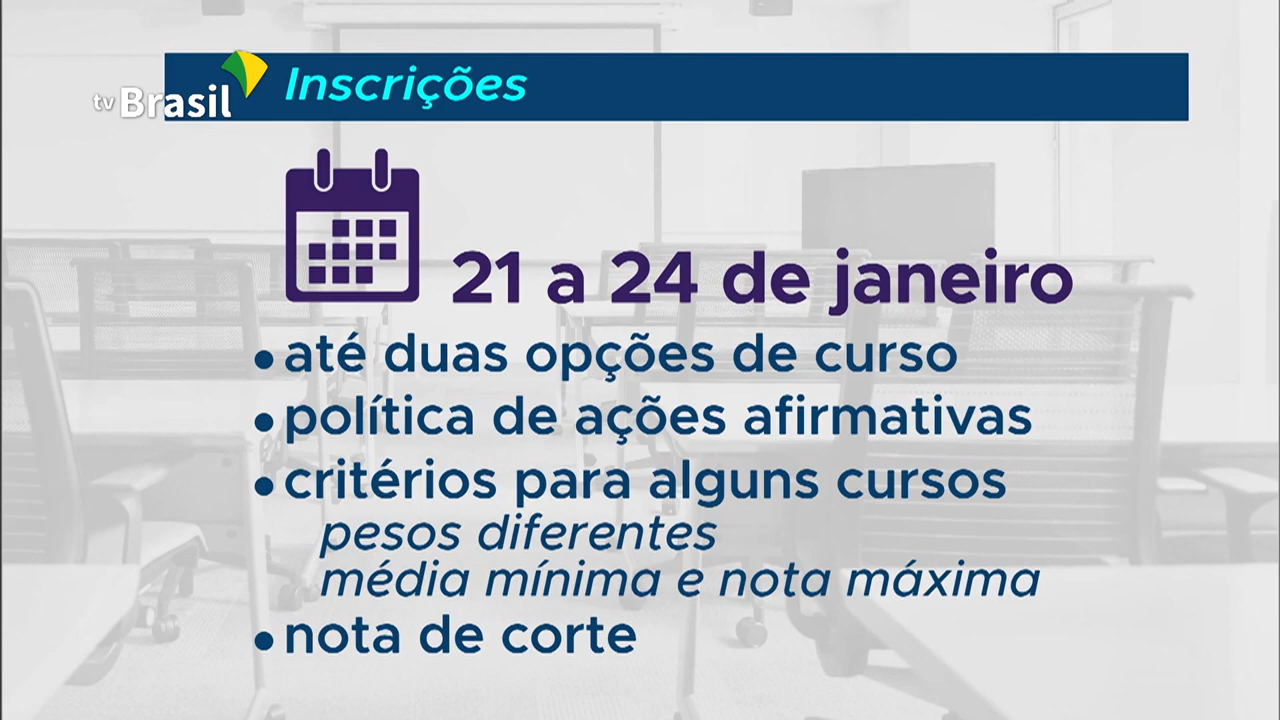 tv Brasil
Inscrições
21 a 24 de janeiro
• até duas opções de curso
• política de ações afirmativas
• critérios para alguns cursos
pesos diferentes
média mínima e nota máxima
• nota de corte